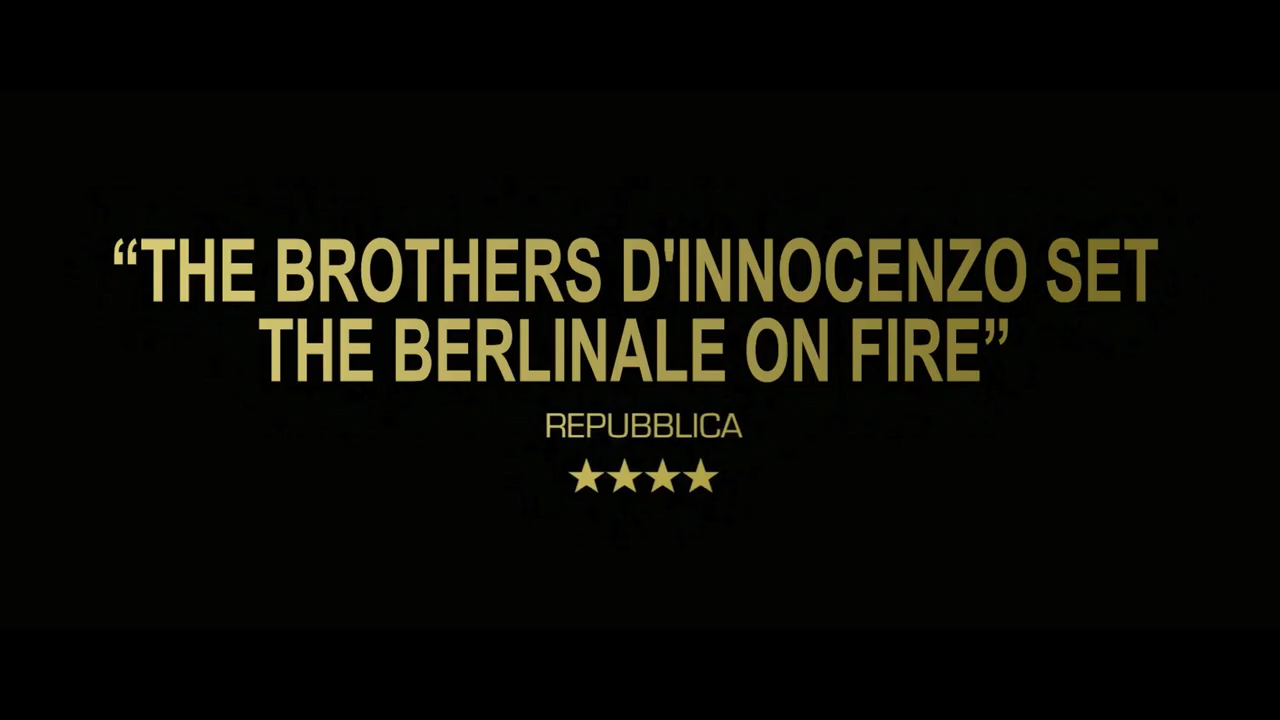 “THE BROTHERS D'INNOCENZO SET
THE BERLINALE ON FIRE”
REPUBBLICA
★★★★